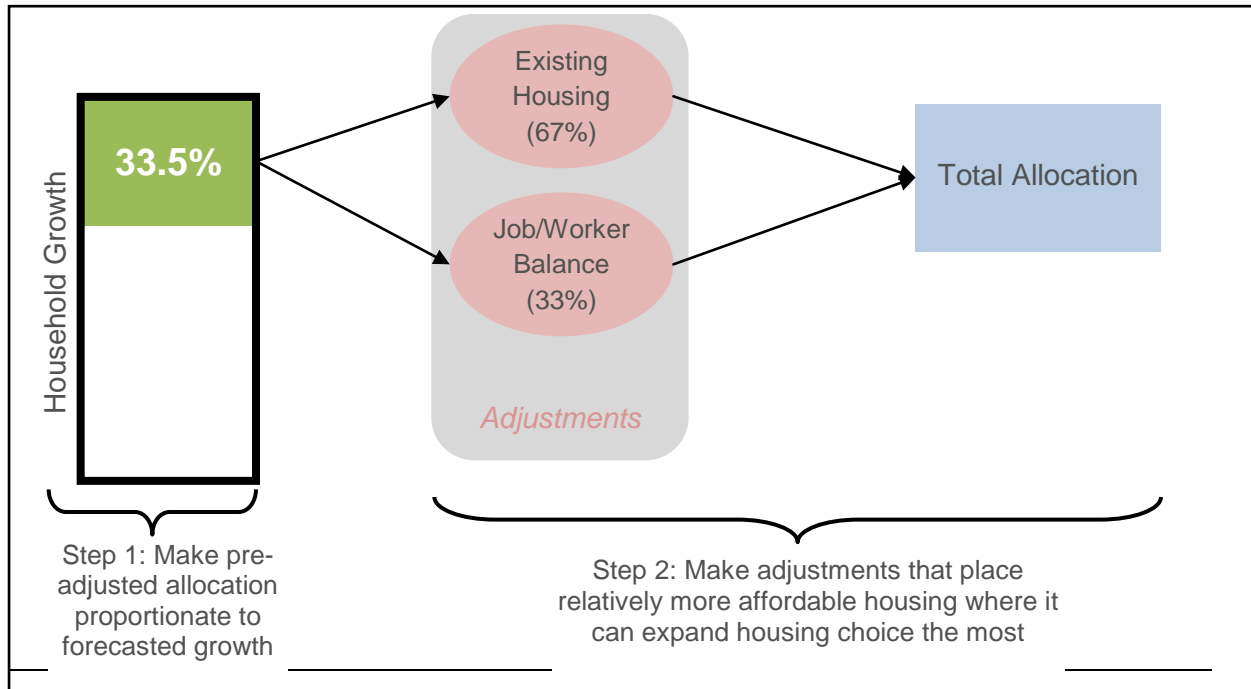 Household Growth
33.5%
Existing
Housing
(67%)
Job/Worker
Balance
(33%)
Adjustments
Total Allocation
Step 1: Make pre-
adjusted allocation
proportionate to
forecasted growth
Step 2: Make adjustments that place
relatively more affordable housing where it
can expand housing choice the most